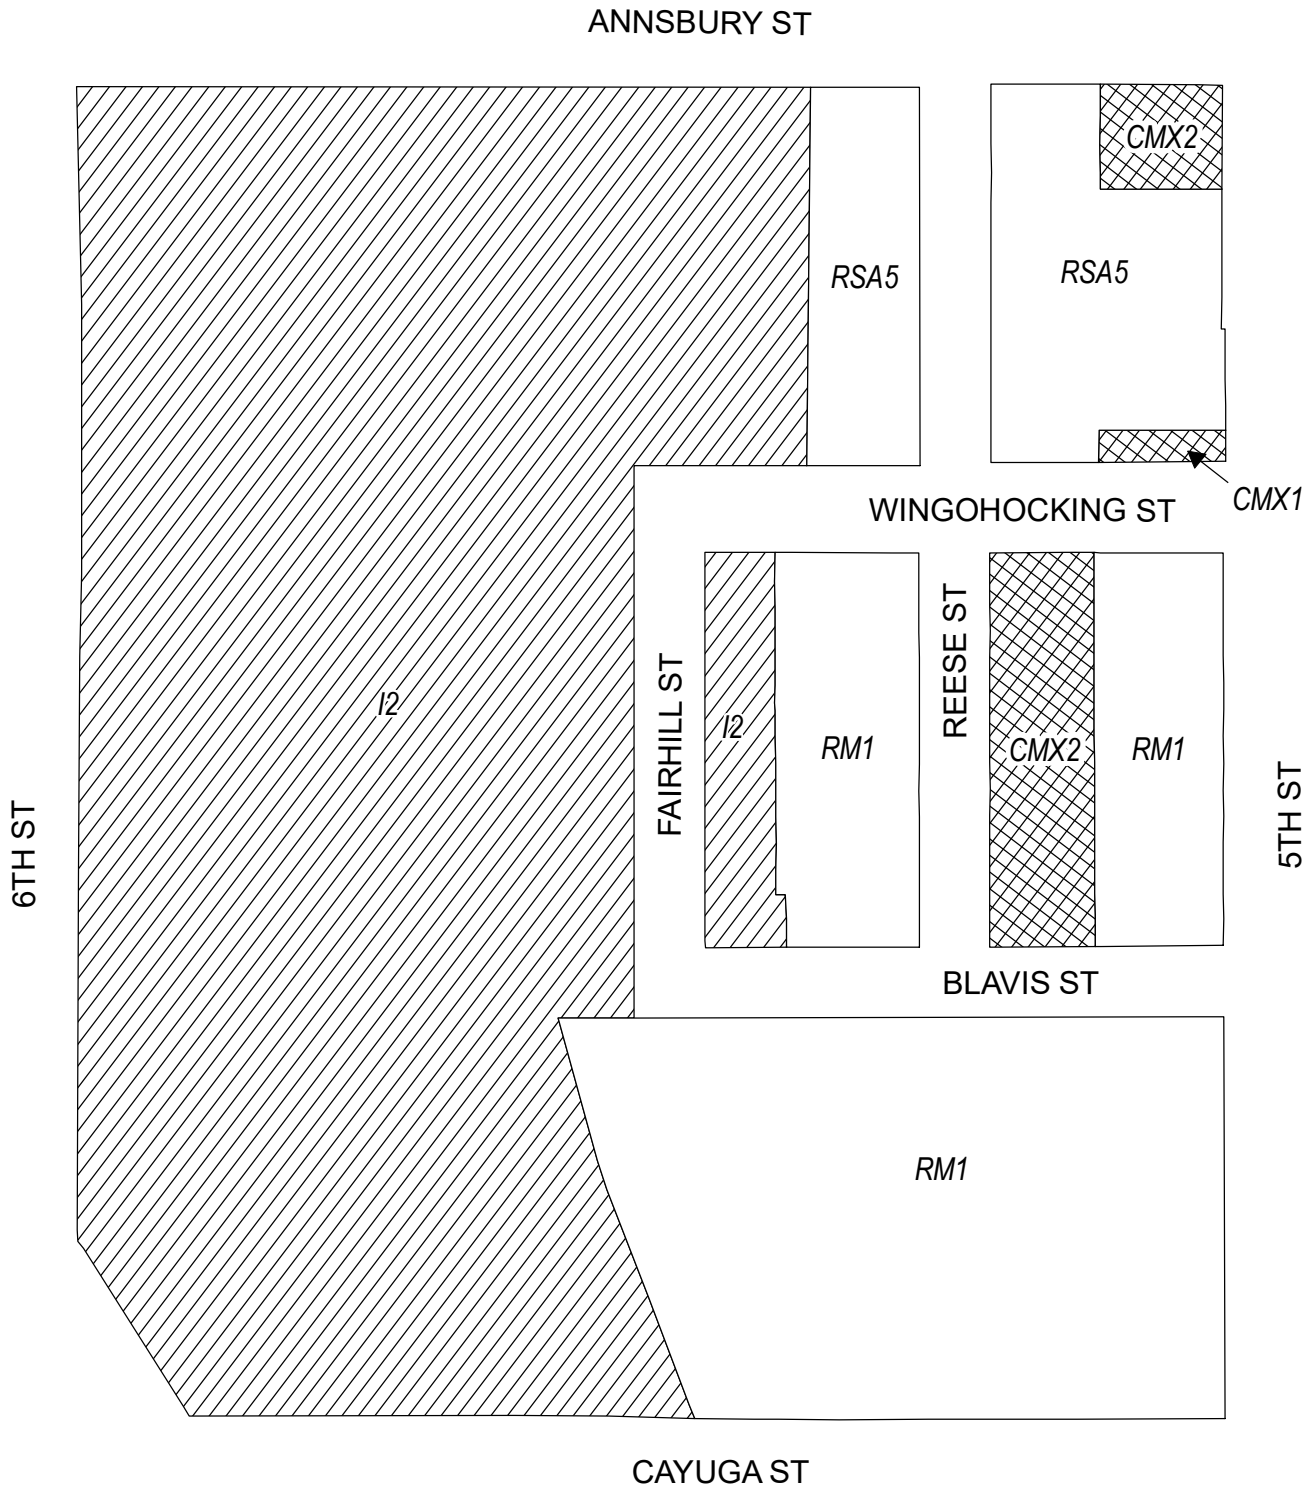 ANNSBURY ST
CMX2
RSA5
RSA5
CMX1
WINGOHOCKING ST
REESE ST
FAIRHILL ST
I2
I2
RM1
CMX2
RM1
6TH ST
5TH ST
BLAVIS ST
RM1
CAYUGA ST